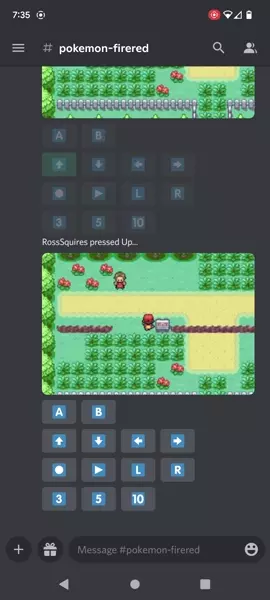 7:35
# pokemon-firered
A B
L R
3 5 10
RossSquires pressed Up...
A B
L R
3 5 10
Message #pokemon-firered